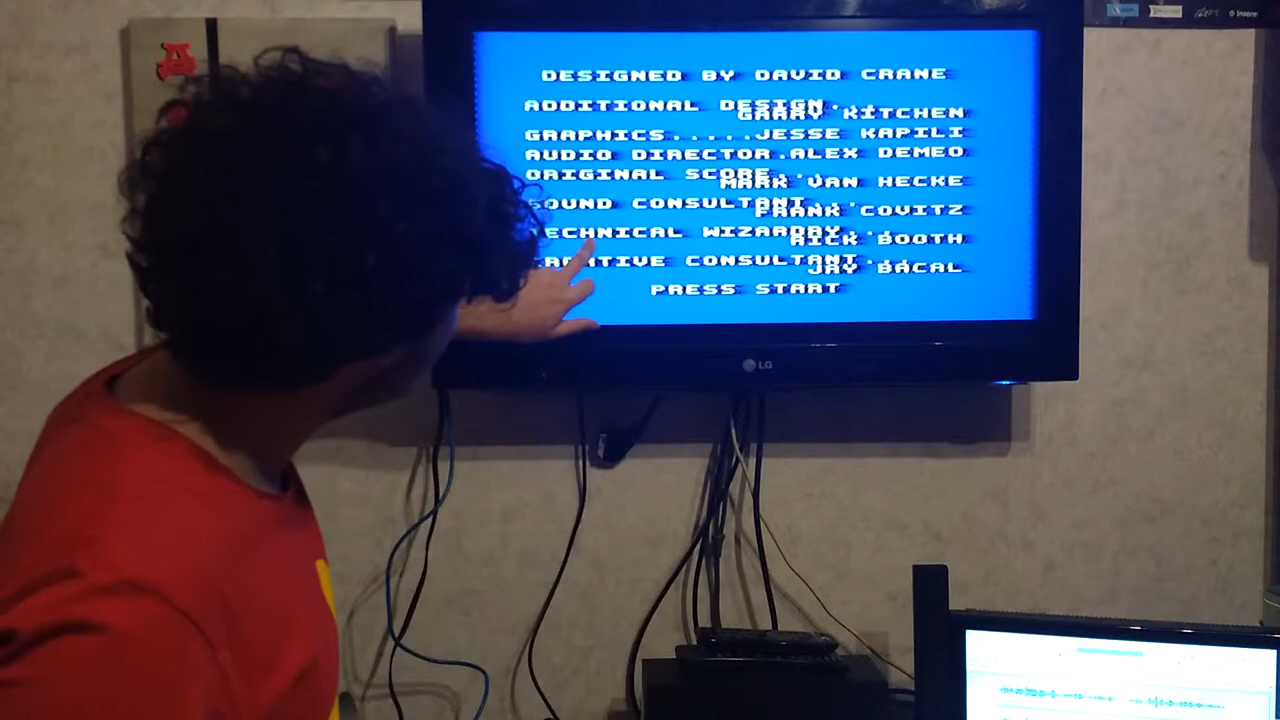 DESIGNED BY DAVID CRANE
ADDITIONAL DESIGN...
GARRY KITCHEN
GRAPHICS.....JESSE KAPILI
AUDIO DIRECTOR.ALEX DEMEO
ORIGINAL SCORE...
MARK VAN HECKE
SOUND CONSULTANT...
FRANK COVITZ
TECHNICAL WIZARDRY...
RICK BOOTH
CREATIVE CONSULTANT...
JAY BACAL
PRESS START
LG